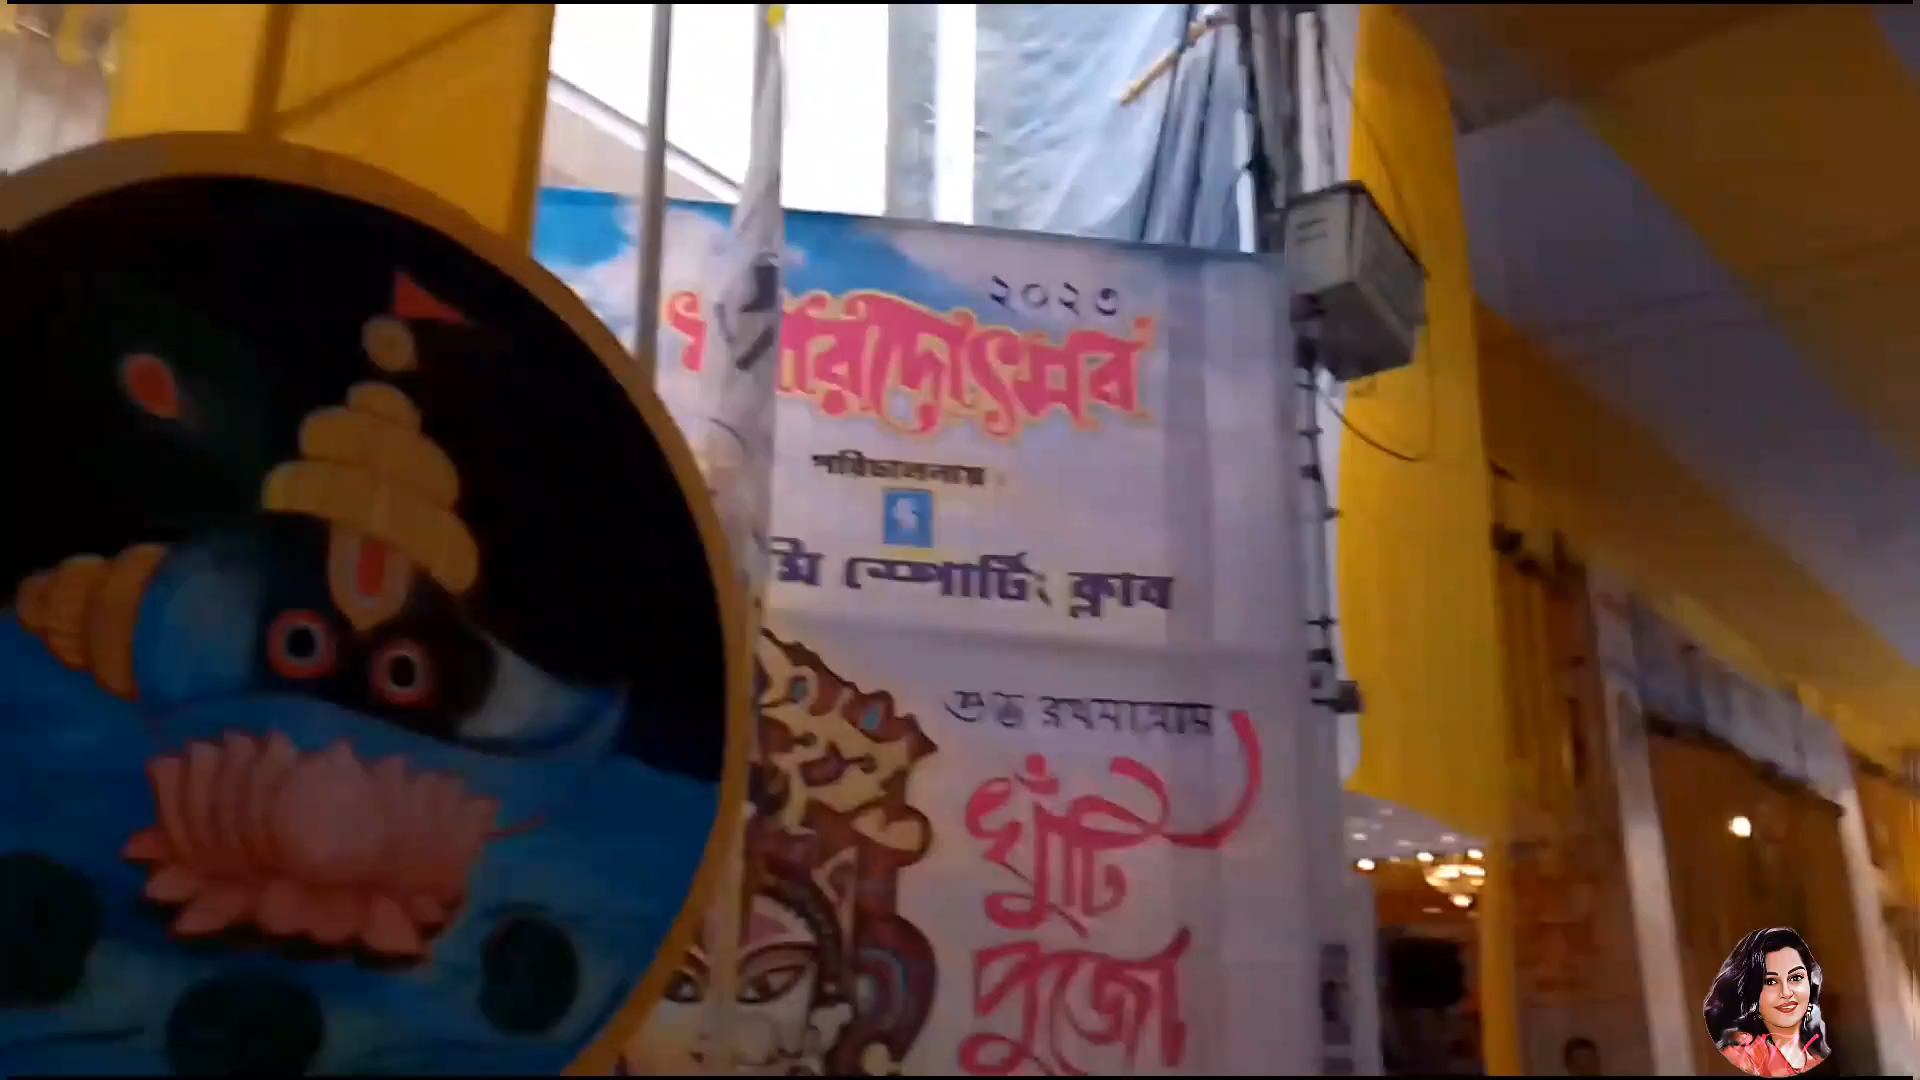 ২০২৩
শারদোৎসব
পরিচালনায় :
স্পোর্টিং ক্লাব
শুভ রথযাত্রায়
খুঁটি
পুজো